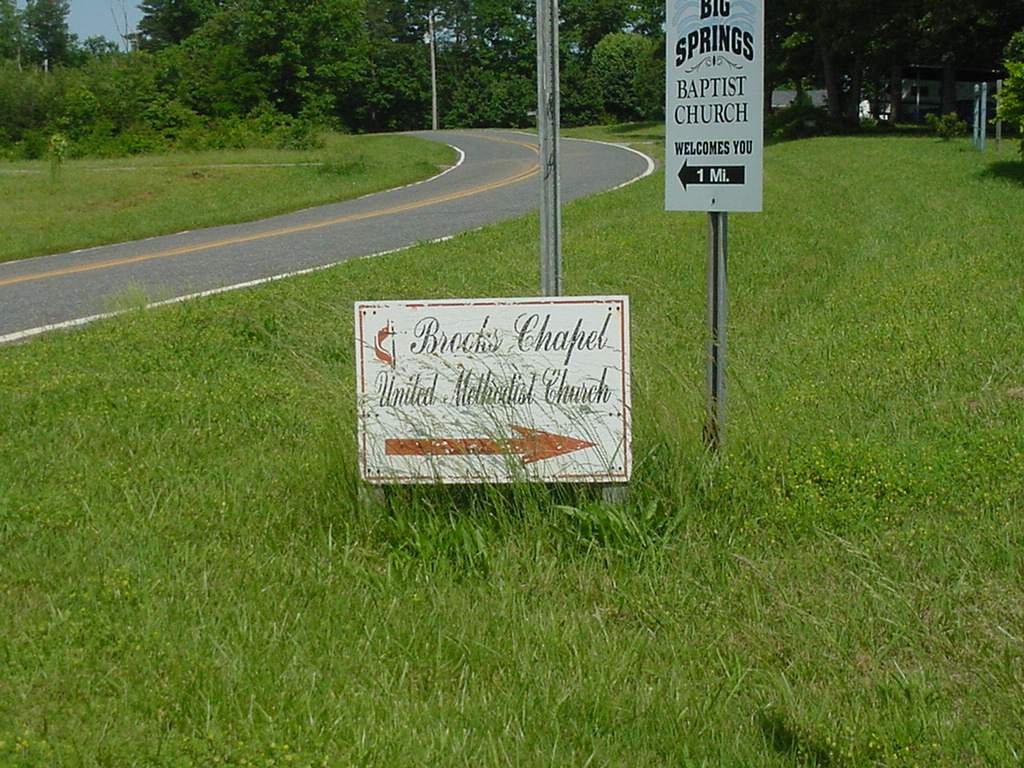 BIG
SPRINGS
BAPTIST
CHURCH
WELCOMES YOU
1 Mi.
Brooks Chapel
United Methodist Church